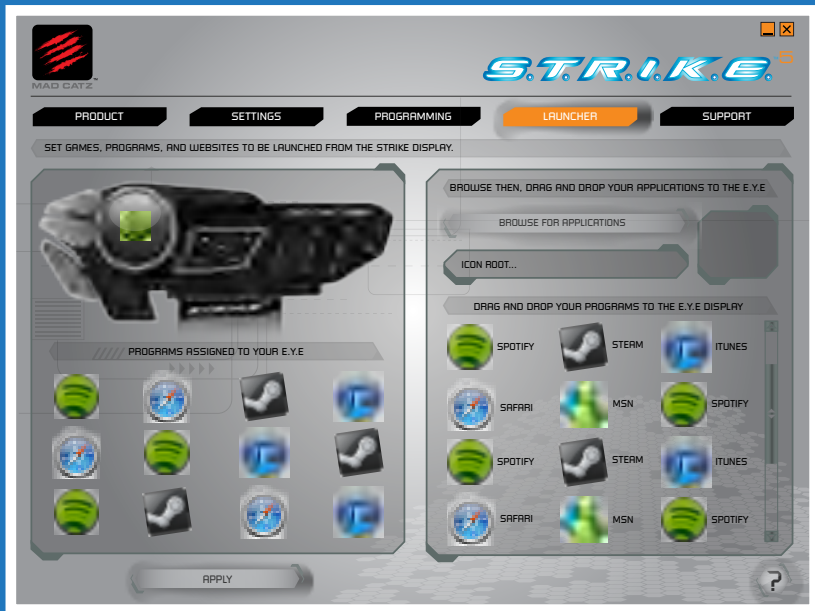 MAD CATZ™
S.T.R.I.K.E.5
PRODUCT
SETTINGS
PROGRAMMING
LAUNCHER
SUPPORT
SET GAMES, PROGRAMS, AND WEBSITES TO BE LAUNCHED FROM THE STRIKE DISPLAY.
PROGRAMS ASSIGNED TO YOUR E.Y.E
APPLY
BROWSE THEN, DRAG AND DROP YOUR APPLICATIONS TO THE E.Y.E
BROWSE FOR APPLICATIONS
ICON ROOT...
DRAG AND DROP YOUR PROGRAMS TO THE E.Y.E DISPLAY
SPOTIFY
STEAM
ITUNES
SAFARI
MSN
SPOTIFY
SPOTIFY
STEAM
ITUNES
SAFARI
MSN
SPOTIFY
?